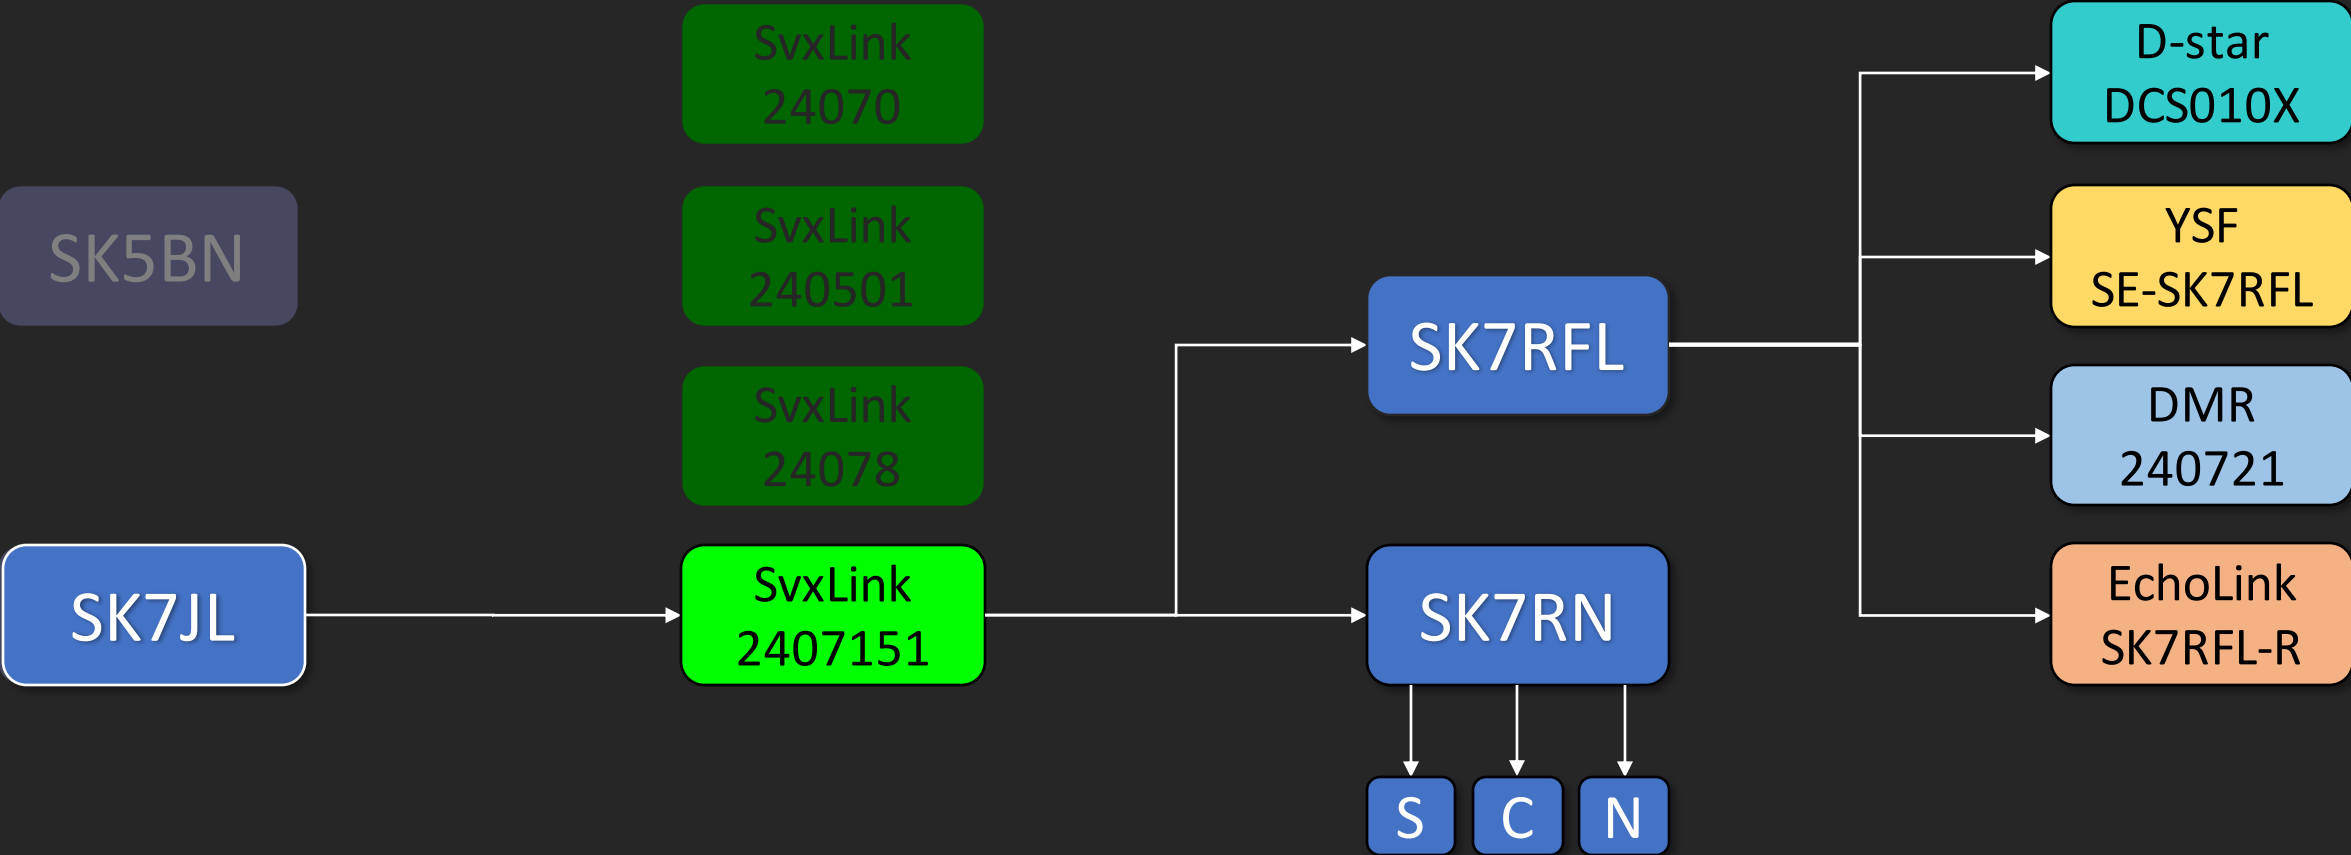 SvxLink
24070
D-star
DCS010X
SK5BN
SvxLink
240501
YSF
SE-SK7RFL
SK7RFL
SvxLink
24078
DMR
240721
SK7JL
SvxLink
2407151
SK7RN
EchoLink
SK7RFL-R
S
C
N